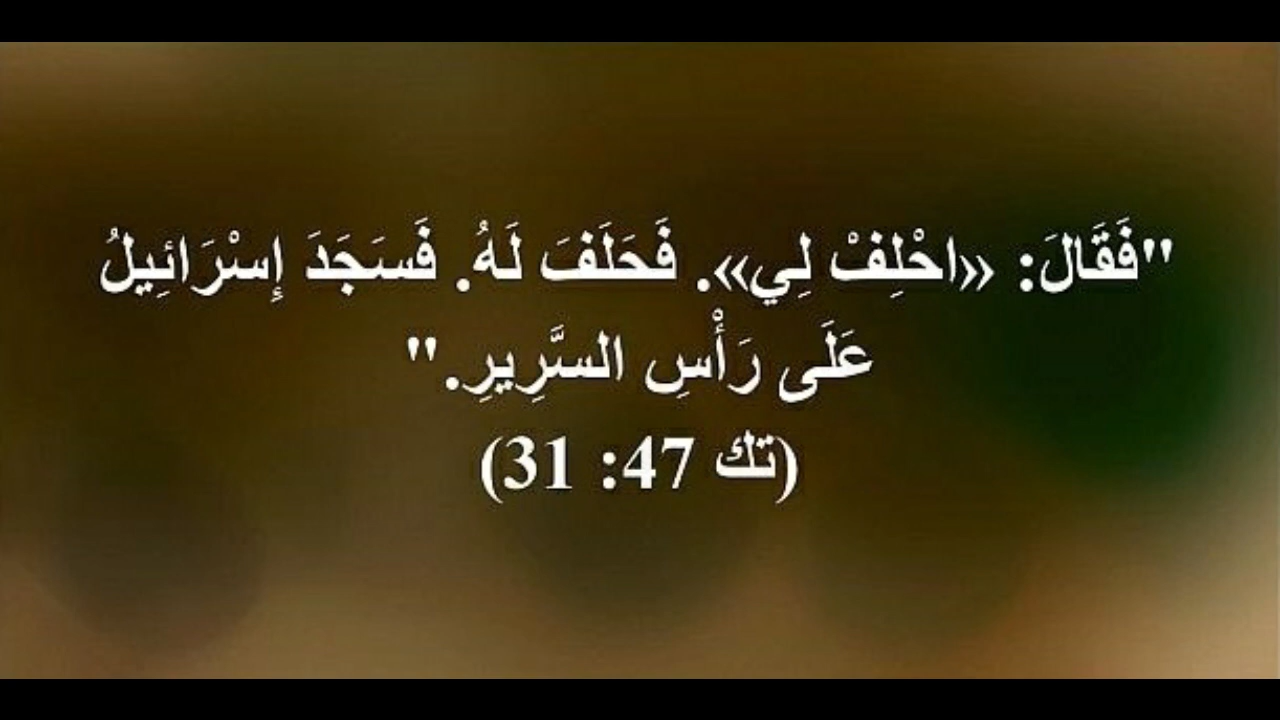 "فَقَالَ: «احْلِفْ لِي». فَحَلَفَ لَهُ. فَسَجَدَ إِسْرَائِيلُ
عَلَى رَأْسِ السَّرِيرِ."
(تك 47: 31)